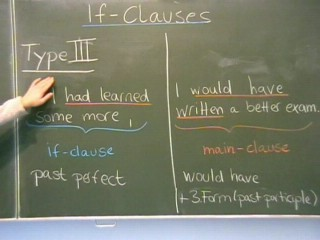 If-Clauses
Type III
I had learned
some more,
if-clause
past perfect
I would have
written a better exam.
main-clause
would have
+ 3. Form (past participle)